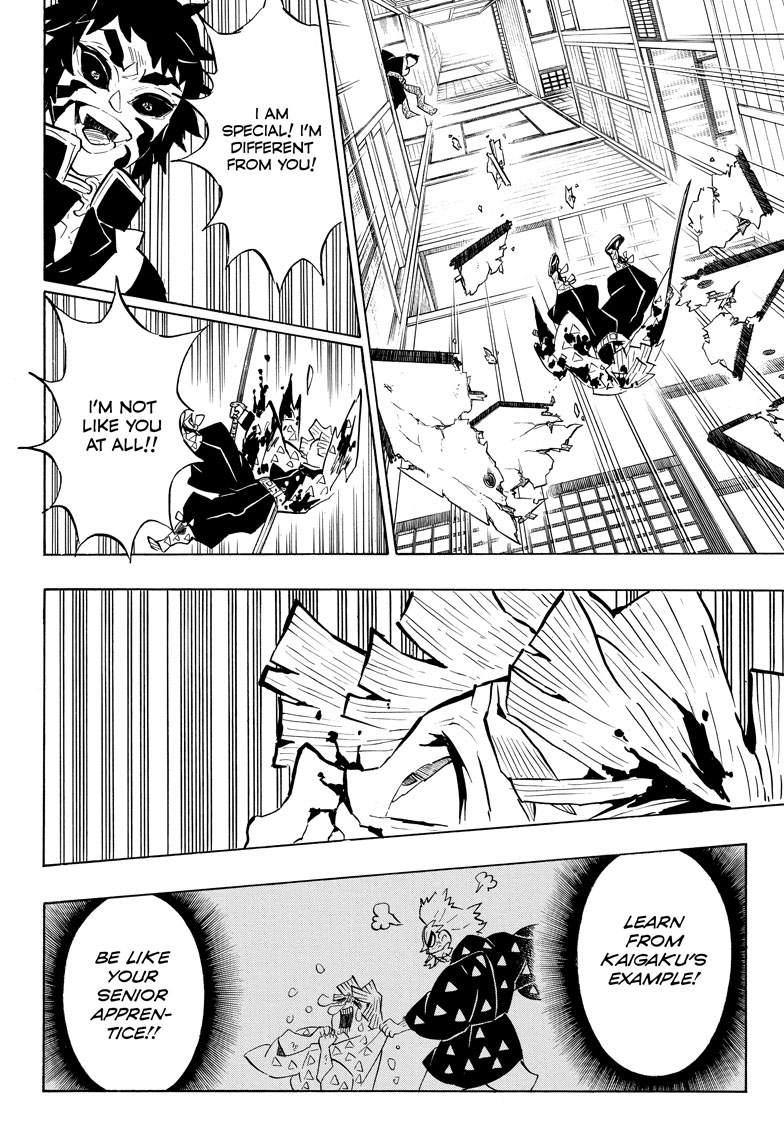 I AM
SPECIAL! I'M
DIFFERENT
FROM YOU!
I'M NOT
LIKE YOU
AT ALL!!
LEARN
FROM
KAIGAKU'S
EXAMPLE!
BE LIKE
YOUR
SENIOR
APPREN-
TICE!!